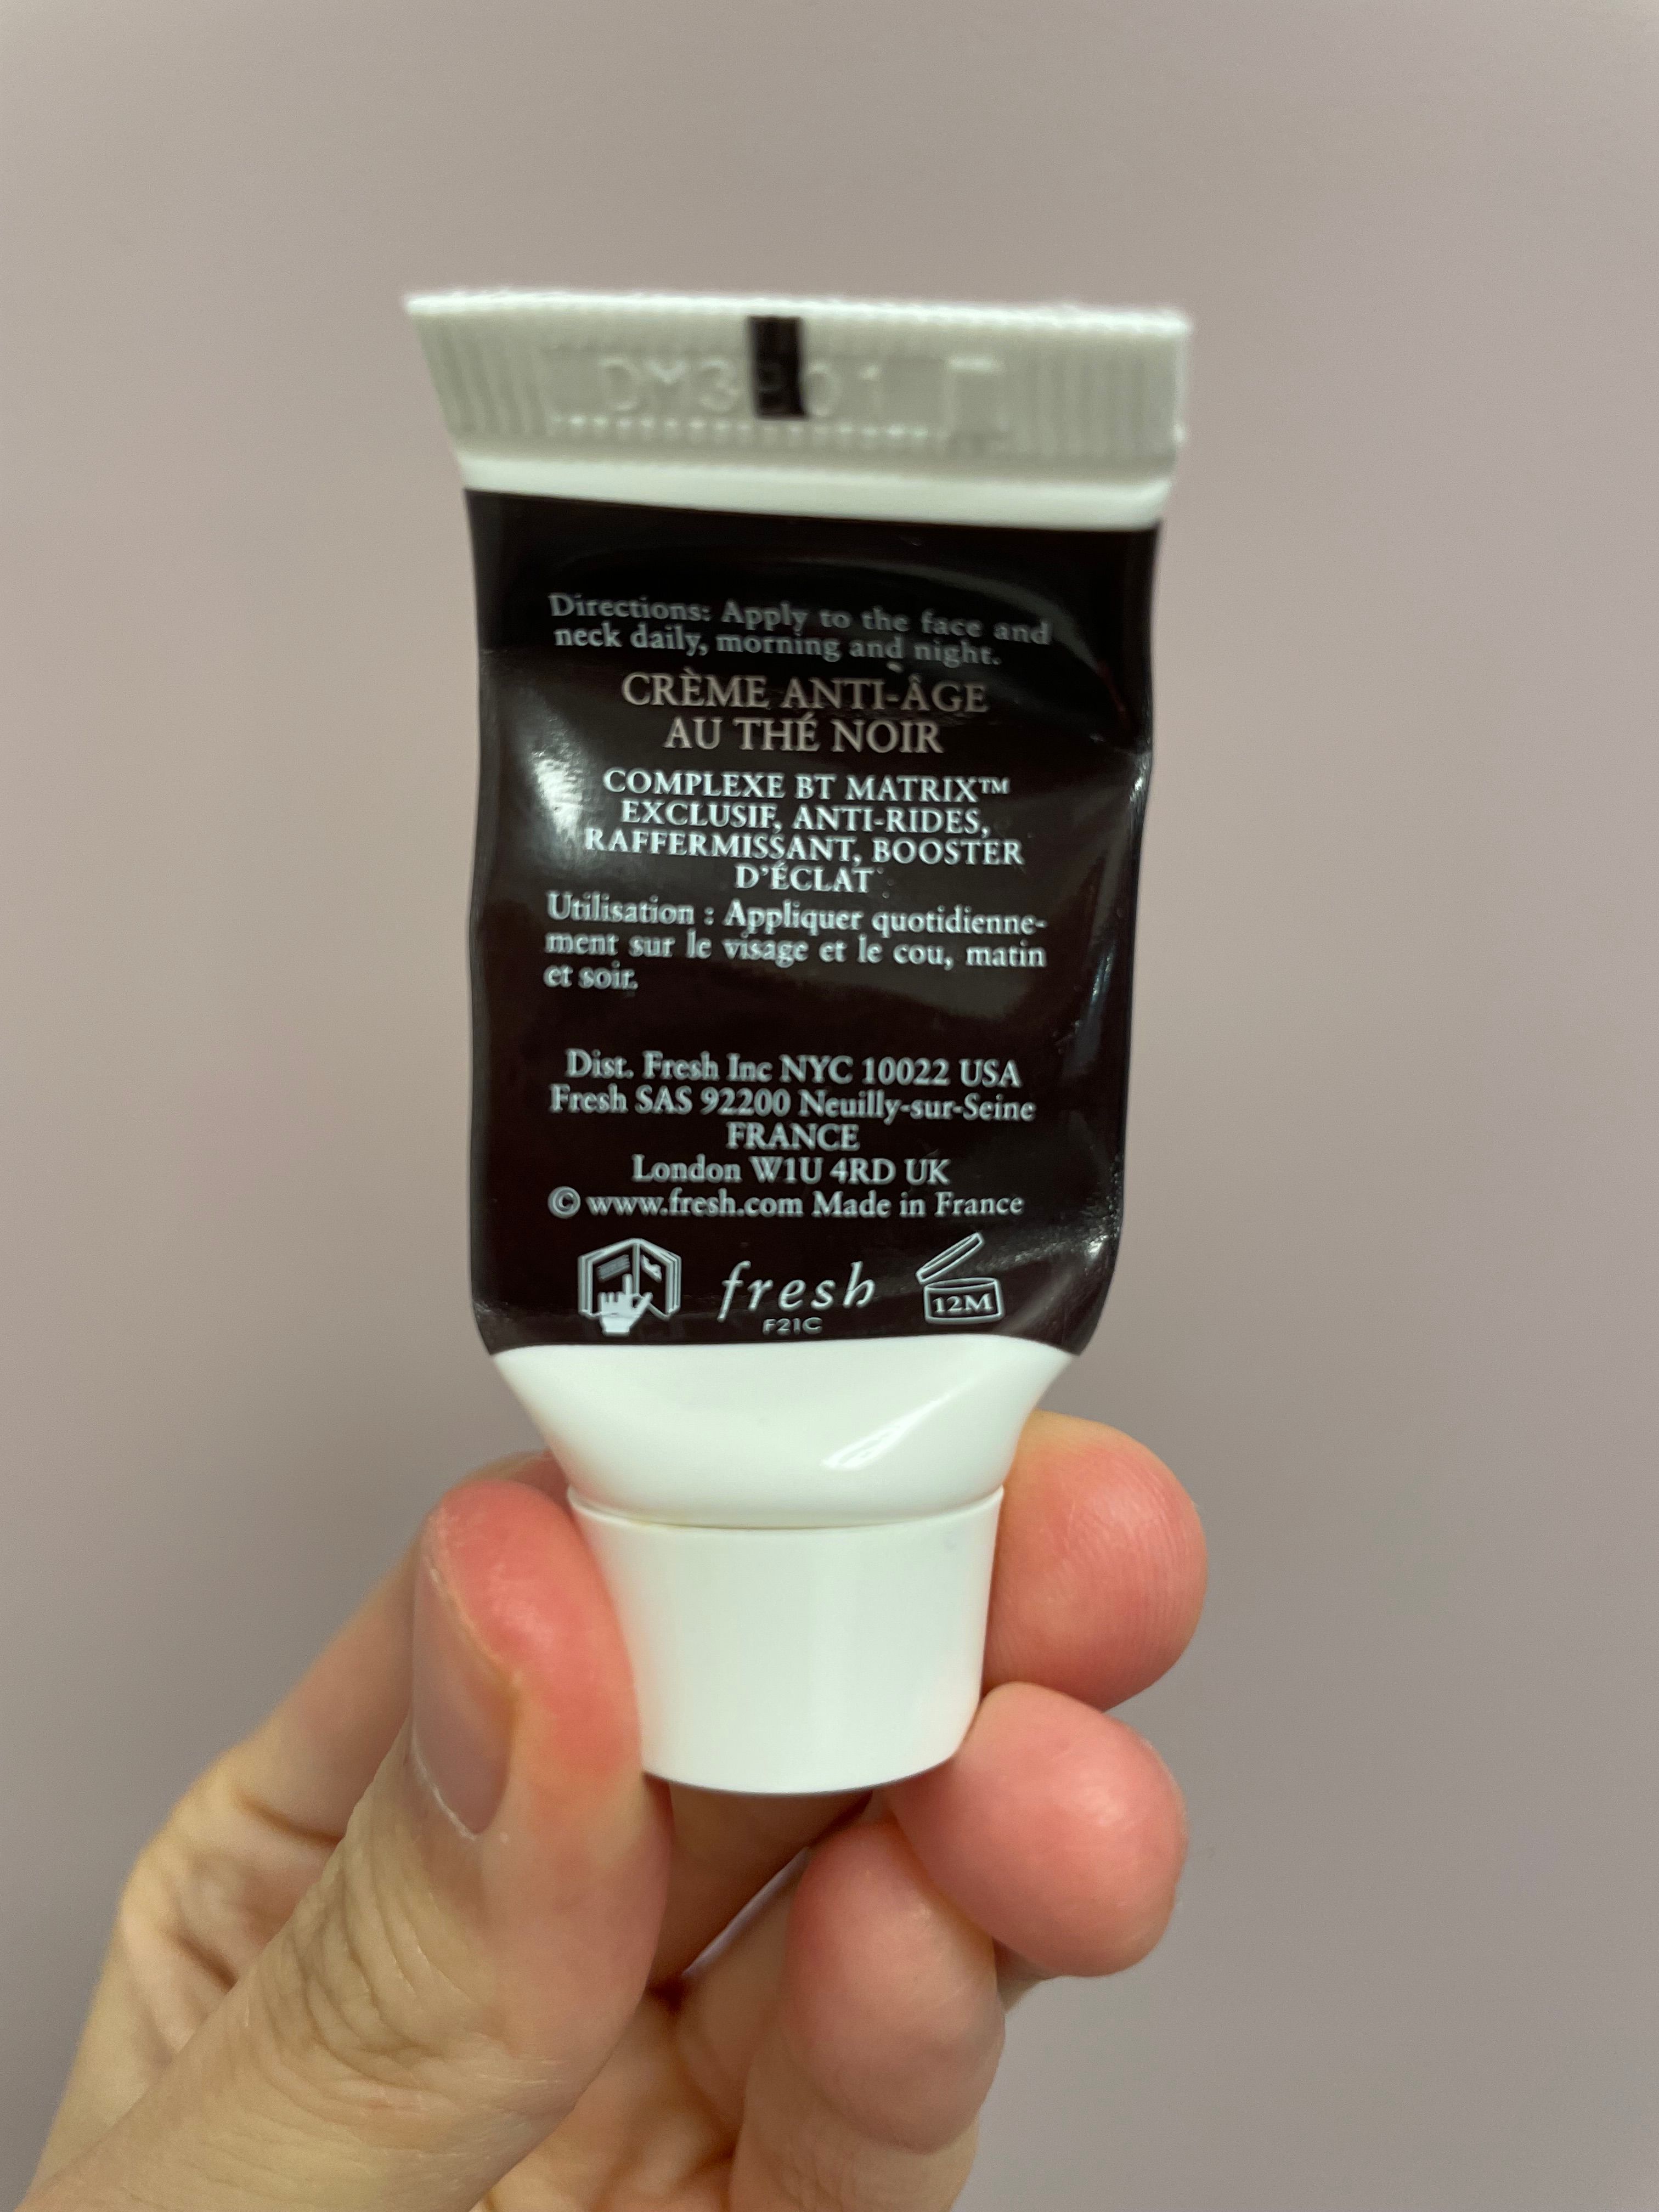 Directions: Apply to the face and
neck daily, morning and night.
CRÈME ANTI-ÂGE
AU THÉ NOIR
COMPLEXE BT MATRIX™
EXCLUSIF, ANTI-RIDES,
RAFFERMISSANT, BOOSTER
D'ÉCLAT
Utilisation : Appliquer quotidienne-
ment sur le visage et le cou, matin
et soir.
Dist. Fresh Inc NYC 10022 USA
Fresh SAS 92200 Neuilly-sur-Seine
FRANCE
London W1U 4RD UK
© www.fresh.com Made in France
fresh
12M
F21C